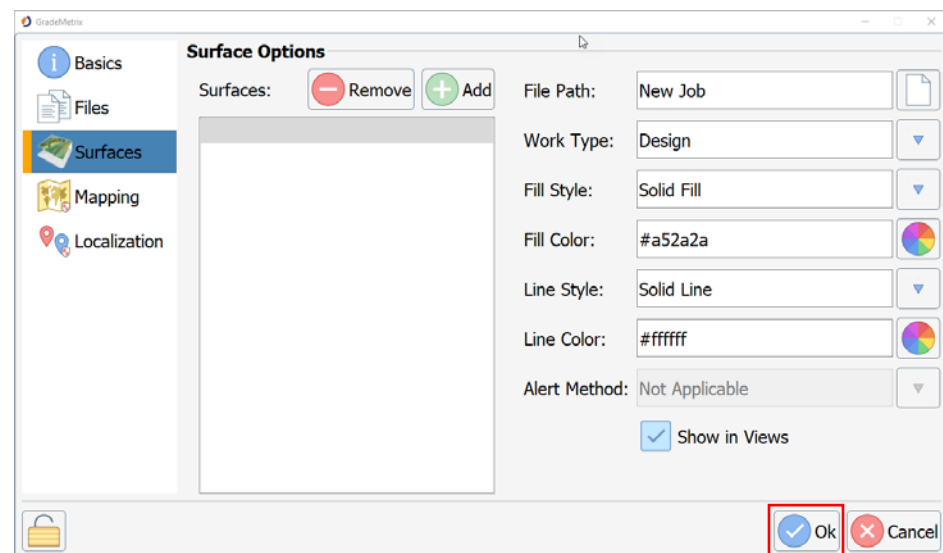 GradeMetrix
Basics
Files
Surfaces
Mapping
Localization
Surface Options
Surfaces:
Remove
Add
File Path:
New Job
Work Type:
Design
Fill Style:
Solid Fill
Fill Color:
#a52a2a
Line Style:
Solid Line
Line Color:
#ffffff
Alert Method:
Not Applicable
Show in Views
Ok
Cancel